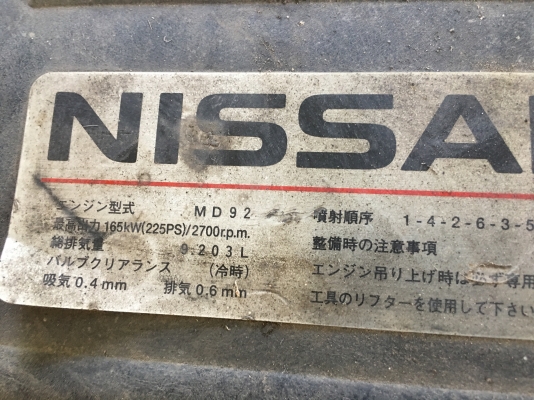 NISSA
エンジン型式 MD92
最高出力 165kW(225PS)/2700r.p.m.
総排気量 9.203L
バルブクリアランス (冷時)
吸気 0.4mm 排気 0.6mm
噴射順序 1-4-2-6-3-5
整備時の注意事項
エンジン吊り上げ時は必ず専用
工具のリフターを使用して下さい